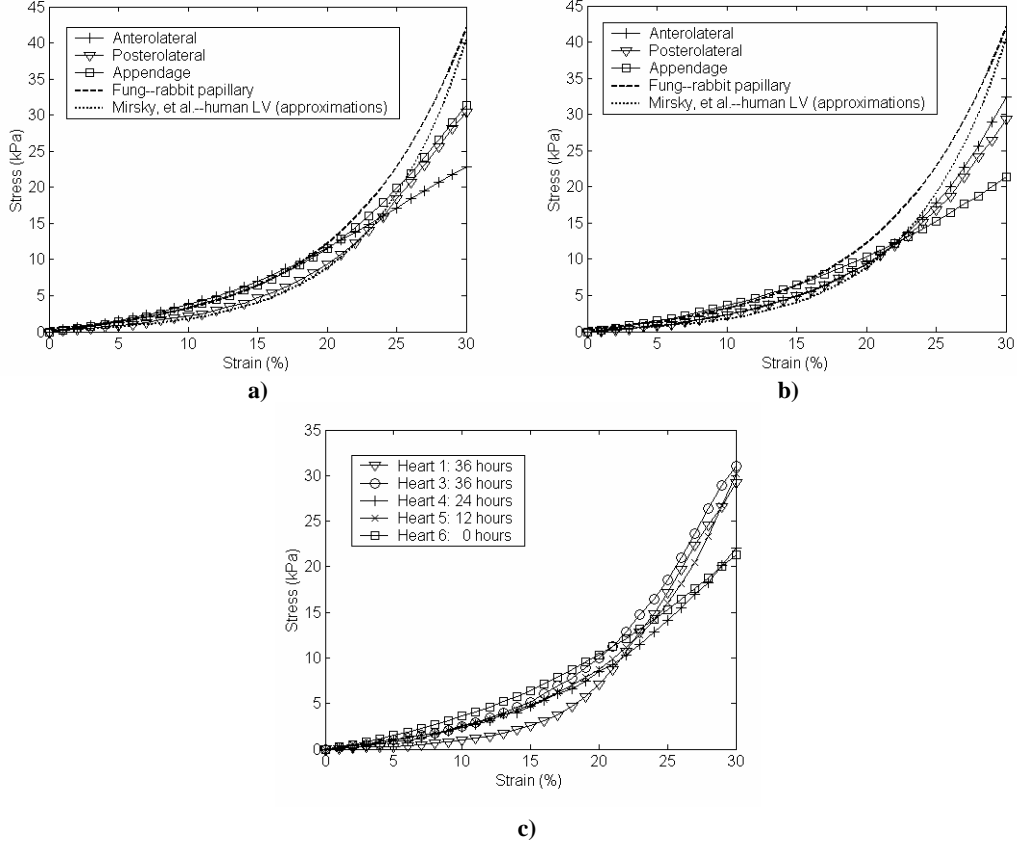 45
40
35
30
25
20
15
10
5
0
Stress (kPa)
Anterolateral
Posterolateral
Appendage
Fung--rabbit papillary
Mirsky, et al.--human LV (approximations)
0 5 10 15 20 25 30
Strain (%)
a)
45
40
35
30
25
20
15
10
5
0
Stress (kPa)
Anterolateral
Posterolateral
Appendage
Fung--rabbit papillary
Mirsky, et al.--human LV (approximations)
0 5 10 15 20 25 30
Strain (%)
b)
35
30
25
20
15
10
5
0
Stress (kPa)
Heart 1: 36 hours
Heart 3: 36 hours
Heart 4: 24 hours
Heart 5: 12 hours
Heart 6: 0 hours
0 5 10 15 20 25 30
Strain (%)
c)